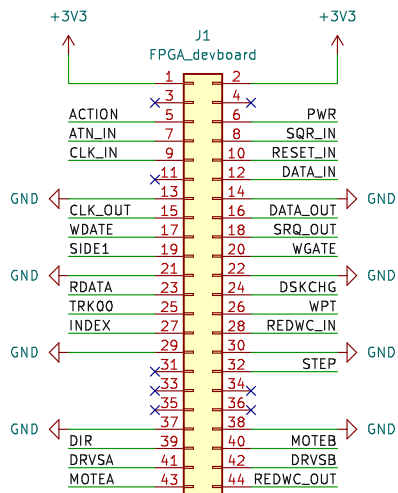 +3V3 +3V3
J1
FPGA_devboard
1 2
3 4
ACTION 5 6 PWR
ATN_IN 7 8 SQR_IN
CLK_IN 9 10 RESET_IN
11 12 DATA_IN
GND 13 14 GND
CLK_OUT 15 16 DATA_OUT
WDATE 17 18 SRQ_OUT
SIDE1 19 20 WGATE
GND 21 22 GND
RDATA 23 24 DSKCHG
TRK00 25 26 WPT
INDEX 27 28 REDWC_IN
GND 29 30 GND
31 32 STEP
33 34
35 36
GND 37 38 GND
DIR 39 40 MOTEB
DRVSA 41 42 DRVSB
MOTEA 43 44 REDWC_OUT